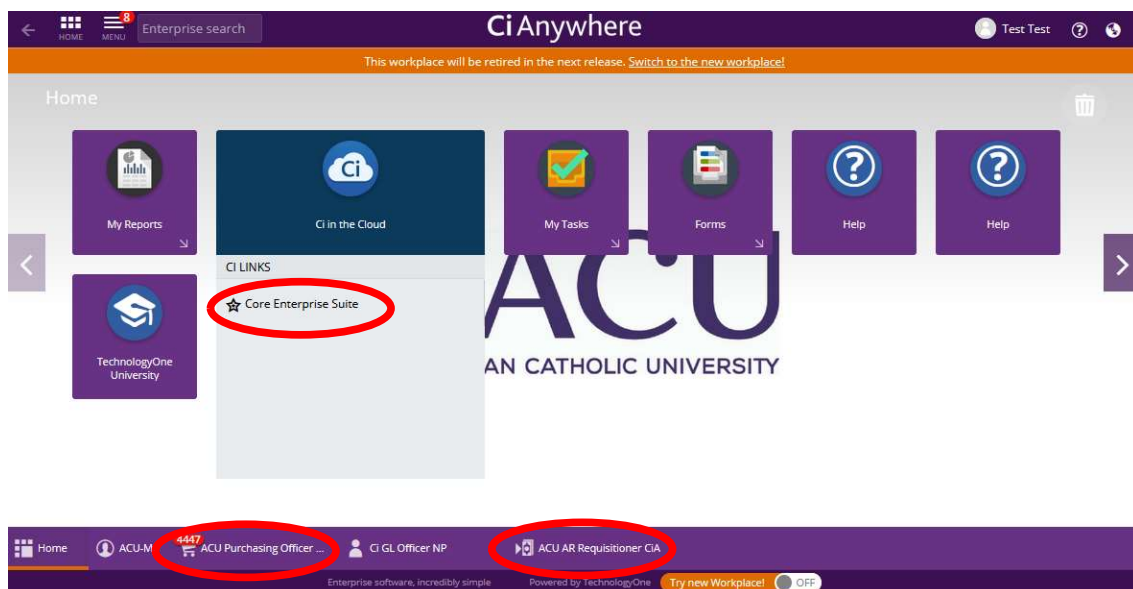 HOME
MENU
8
Enterprise search
Ci Anywhere
Test Test
This workplace will be retired in the next release. Switch to the new workplace!
Home
My Reports
Ci
Ci in the Cloud
My Tasks
Forms
Help
Help
CI LINKS
Core Enterprise Suite
TechnologyOne
University
ACU
AN CATHOLIC UNIVERSITY
Home
ACU-M
4447
ACU Purchasing Officer ...
Ci GL Officer NP
ACU AR Requisitioner CiA
Enterprise software, incredibly simple
Powered by TechnologyOne
Try new Workplace!
OFF